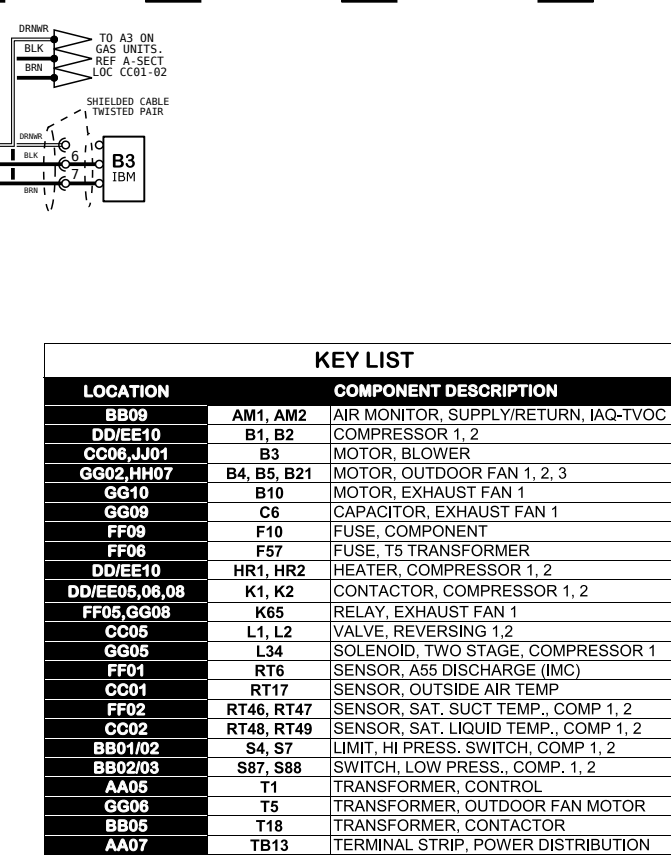 DRNWR
BLK
BRN
TO A3 ON
GAS UNITS.
REF A-SECT
LOC CC01-02
SHIELDED CABLE
TWISTED PAIR
DRNWR
BLK 6
7
BRN
B3
IBM
KEY LIST
LOCATION COMPONENT DESCRIPTION
BB09 AM1, AM2 AIR MONITOR, SUPPLY/RETURN, IAQ-TVOC
DD/EE10 B1, B2 COMPRESSOR 1, 2
CC06,JJ01 B3 MOTOR, BLOWER
GG02,HH07 B4, B5, B21 MOTOR, OUTDOOR FAN 1, 2, 3
GG10 B10 MOTOR, EXHAUST FAN 1
GG09 C6 CAPACITOR, EXHAUST FAN 1
FF09 F10 FUSE, COMPONENT
FF06 F57 FUSE, T5 TRANSFORMER
DD/EE10 HR1, HR2 HEATER, COMPRESSOR 1, 2
DD/EE05,06,08 K1, K2 CONTACTOR, COMPRESSOR 1, 2
FF05,GG08 K65 RELAY, EXHAUST FAN 1
CC05 L1, L2 VALVE, REVERSING 1,2
GG05 L34 SOLENOID, TWO STAGE, COMPRESSOR 1
FF01 RT6 SENSOR, A55 DISCHARGE (IMC)
CC01 RT17 SENSOR, OUTSIDE AIR TEMP
FF02 RT46, RT47 SENSOR, SAT. SUCT TEMP., COMP 1, 2
CC02 RT48, RT49 SENSOR, SAT. LIQUID TEMP., COMP 1, 2
BB01/02 S4, S7 LIMIT, HI PRESS. SWITCH, COMP 1, 2
BB02/03 S87, S88 SWITCH, LOW PRESS., COMP. 1, 2
AA05 T1 TRANSFORMER, CONTROL
GG06 T5 TRANSFORMER, OUTDOOR FAN MOTOR
BB05 T18 TRANSFORMER, CONTACTOR
AA07 TB13 TERMINAL STRIP, POWER DISTRIBUTION